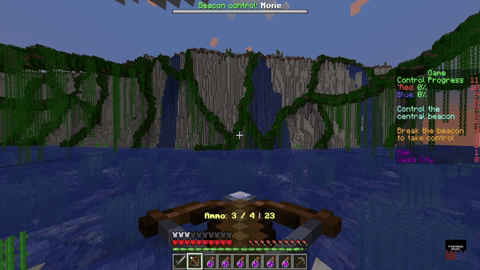 Beacon control: None
Game
Control Progress 11
Red: 0%
Blue: 0%
Control the
central beacon
Break the beacon
to take control
Ammo: 3 / 4 | 23